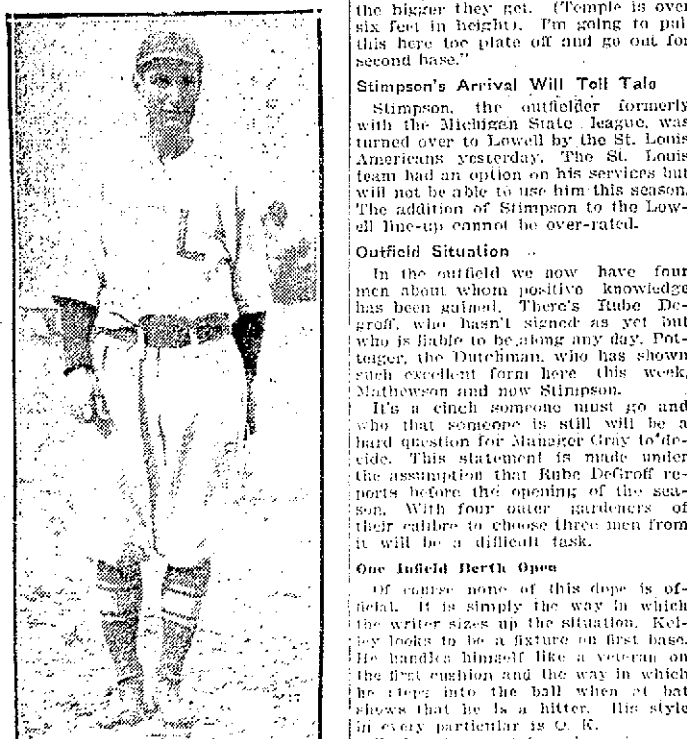 L
the bigger they get. (Temple is over
six feet in height). I'm going to pull
this here toe plate off and go out for
second base."
Stimpson's Arrival Will Tell Tale
Stimpson, the outfielder formerly
with the Michigan State league, was
turned over to Lowell by the St. Louis
Americans yesterday. The St. Louis
team had an option on his services but
will not be able to use him this season.
The addition of Stimpson to the Low-
ell line-up cannot be over-rated.
Outfield Situation
In the outfield we now have four
men about whom positive knowledge
has been gained. There's Rube De-
groff, who hasn't signed as yet but
who is liable to be along any day, Pot-
teiger, the Dutchman, who has shown
such excellent form here this week,
Mathewson and now Stimpson.
It's a cinch someone must go and
who that someone is still will be a
hard question for Manager Gray to de-
cide. This statement is made under
the assumption that Rube DeGroff re-
ports before the opening of the sea-
son. With four outer gardeners of
their calibre to choose three men from
it will be a difficult task.
One Infield Berth Open
Of course none of this dope is of-
ficial. It is simply the way in which
the writer sizes up the situation. Kel-
ley looks to be a fixture on first base.
He handles himself like a veteran on
the first cushion and the way in which
he steps into the ball when at bat
shows that he is a hitter. His style
in every particular is O. K.